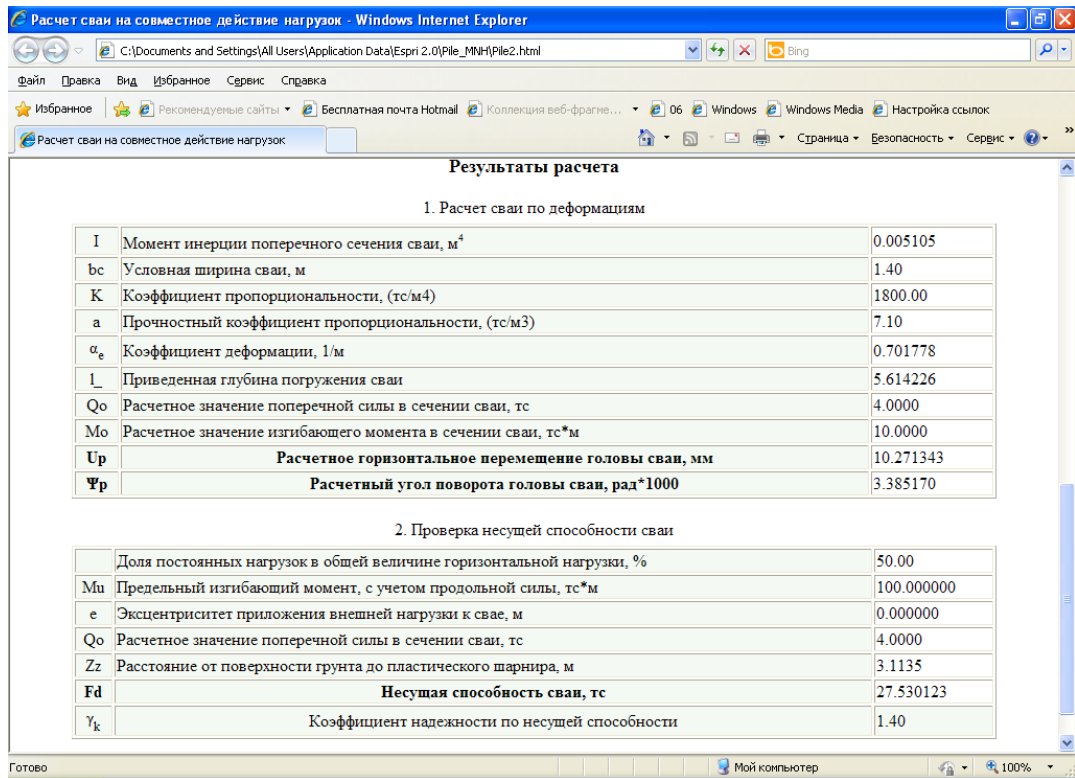 Расчет сваи на совместное действие нагрузок - Windows Internet Explorer
C:\Documents and Settings\All Users\Application Data\Espri 2.0\Pile_MNH\Pile2.html Bing
Файл Правка Вид Избранное Сервис Справка
Избранное Рекомендуемые сайты Бесплатная почта Hotmail Коллекция веб-фрагме... 06 Windows Windows Media Настройка ссылок
Расчет сваи на совместное действие нагрузок Страница Безопасность Сервис »
Результаты расчета
1. Расчет сваи по деформациям
I Момент инерции поперечного сечения сваи, м⁴ 0.005105
bc Условная ширина сваи, м 1.40
K Коэффициент пропорциональности, (тс/м4) 1800.00
a Прочностный коэффициент пропорциональности, (тс/м3) 7.10
αe Коэффициент деформации, 1/м 0.701778
l_ Приведенная глубина погружения сваи 5.614226
Qo Расчетное значение поперечной силы в сечении сваи, тс 4.0000
Mo Расчетное значение изгибающего момента в сечении сваи, тс*м 10.0000
Up Расчетное горизонтальное перемещение головы сваи, мм 10.271343
Ψp Расчетный угол поворота головы сваи, рад*1000 3.385170
2. Проверка несущей способности сваи
Доля постоянных нагрузок в общей величине горизонтальной нагрузки, % 50.00
Mu Предельный изгибающий момент, с учетом продольной силы, тс*м 100.000000
e Эксцентриситет приложения внешней нагрузки к свае, м 0.000000
Qo Расчетное значение поперечной силы в сечении сваи, тс 4.0000
Zz Расстояние от поверхности грунта до пластического шарнира, м 3.1135
Fd Несущая способность сваи, тс 27.530123
γk Коэффициент надежности по несущей способности 1.40
Готово Мой компьютер 100%